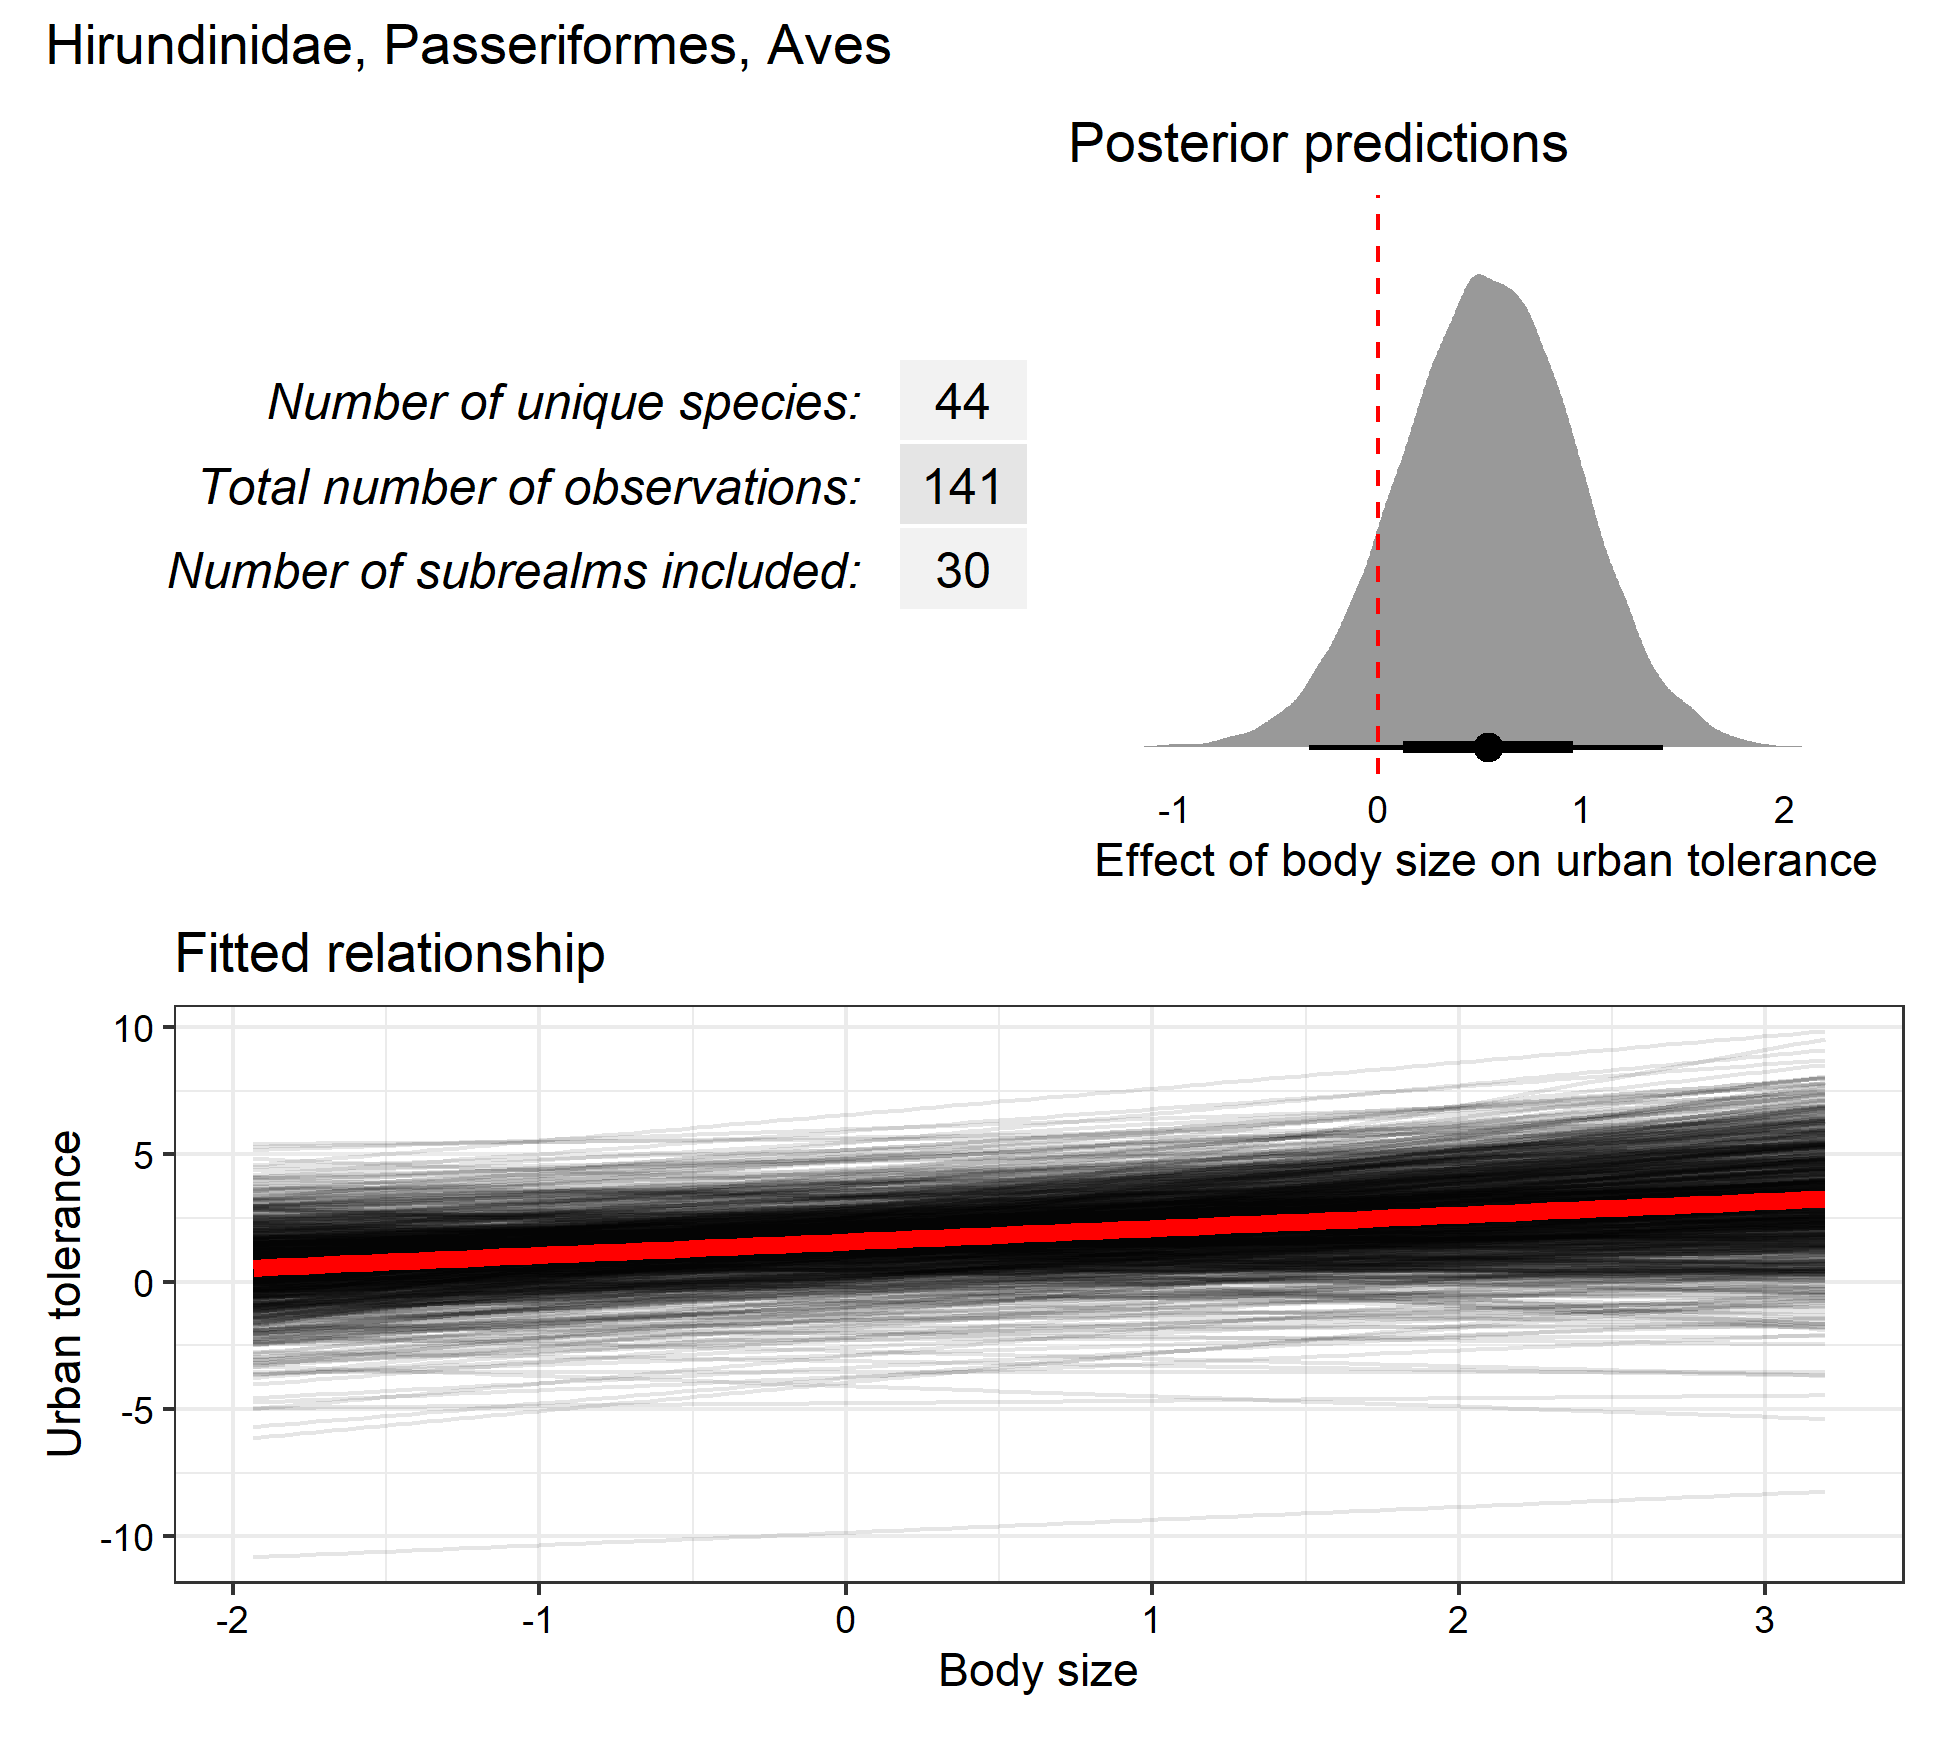 Hirundinidae, Passeriformes, Aves
Posterior predictions
Number of unique species: 44
Total number of observations: 141
Number of subrealms included: 30
-1 0 1 2
Effect of body size on urban tolerance
Fitted relationship
10
5
0
-5
-10
Urban tolerance
-2 -1 0 1 2 3
Body size